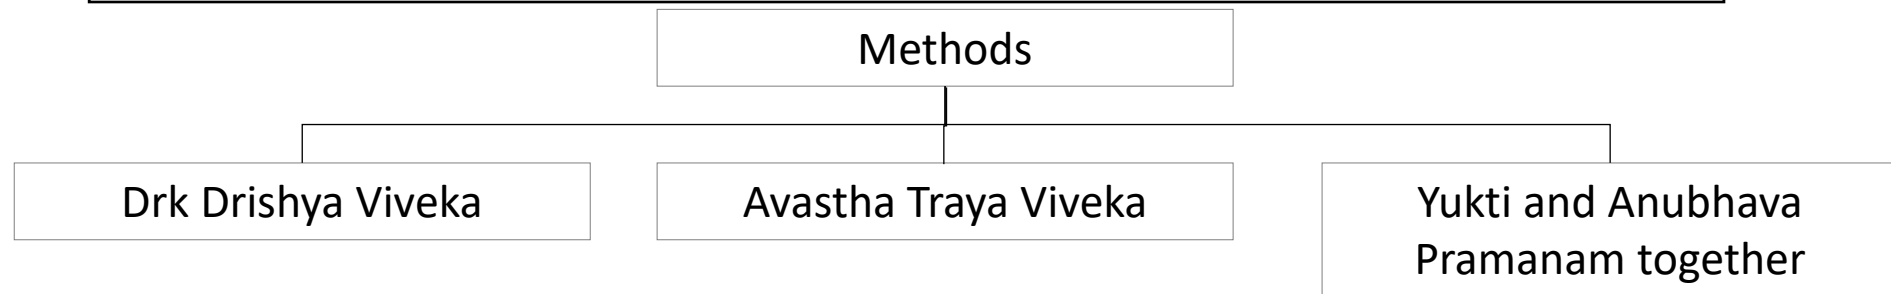 Methods
Drk Drishya Viveka
Avastha Traya Viveka
Yukti and Anubhava
Pramanam together